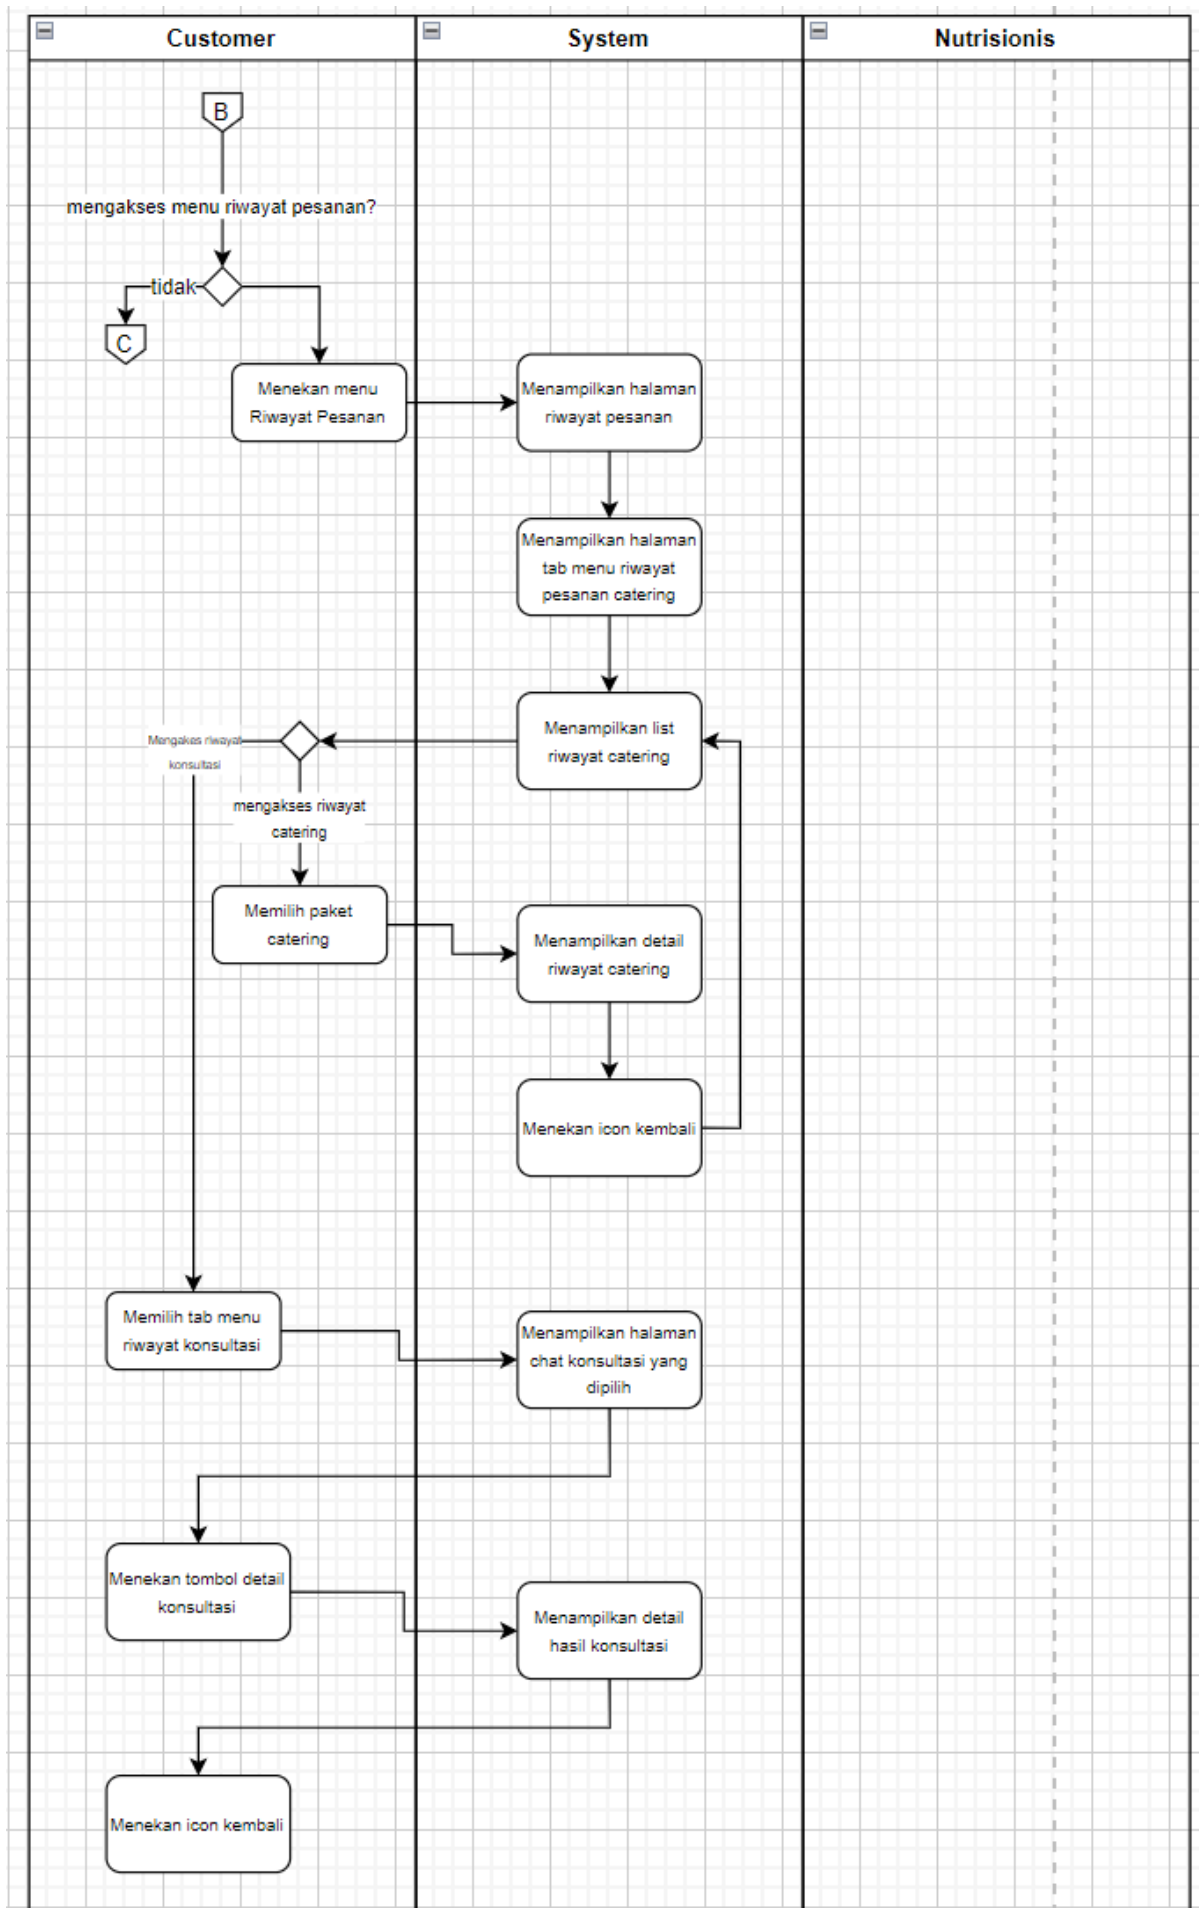 Customer
System
Nutrisionis
B
mengakses menu riwayat pesanan?
tidak
C
Menekan menu
Riwayat Pesanan
Menampilkan halaman
riwayat pesanan
Menampilkan halaman
tab menu riwayat
pesanan catering
Menampilkan list
riwayat catering
Mengakes riwayat
konsultasi
mengakses riwayat
catering
Memilih paket
catering
Menampilkan detail
riwayat catering
Menekan icon kembali
Memilih tab menu
riwayat konsultasi
Menampilkan halaman
chat konsultasi yang
dipilih
Menekan tombol detail
konsultasi
Menampilkan detail
hasil konsultasi
Menekan icon kembali